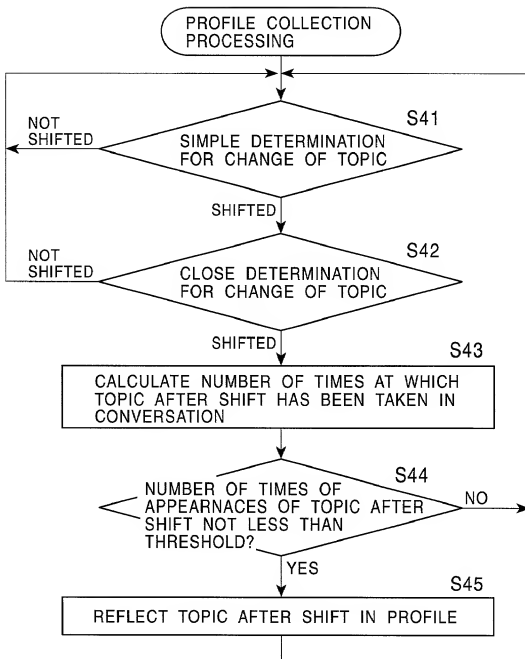 PROFILE COLLECTION
PROCESSING
S41
NOT
SHIFTED
SIMPLE DETERMINATION
FOR CHANGE OF TOPIC
SHIFTED
S42
NOT
SHIFTED
CLOSE DETERMINATION
FOR CHANGE OF TOPIC
SHIFTED
S43
CALCULATE NUMBER OF TIMES AT WHICH
TOPIC AFTER SHIFT HAS BEEN TAKEN IN
CONVERSATION
S44
NUMBER OF TIMES OF
APPEARNACES OF TOPIC AFTER
SHIFT NOT LESS THAN
THRESHOLD?
NO
YES
S45
REFLECT TOPIC AFTER SHIFT IN PROFILE